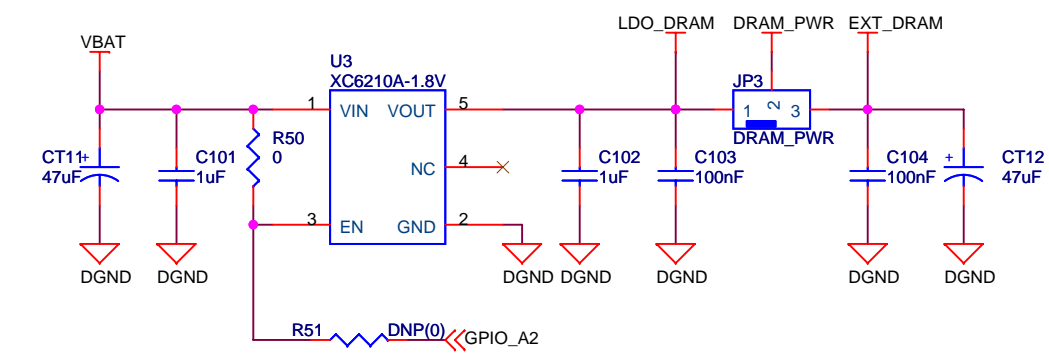 LDO_DRAM
DRAM_PWR
EXT_DRAM
VBAT
U3
XC6210A-1.8V
JP3
1
VIN
VOUT
5
1
2
3
DRAM_PWR
R50
0
CT11
+
47uF
C101
1uF
NC
4
C102
1uF
C103
100nF
C104
100nF
+
CT12
47uF
3
EN
GND
2
DGND
DGND
DGND
DGND
DGND
DGND
DGND
R51
DNP(0)
GPIO_A2